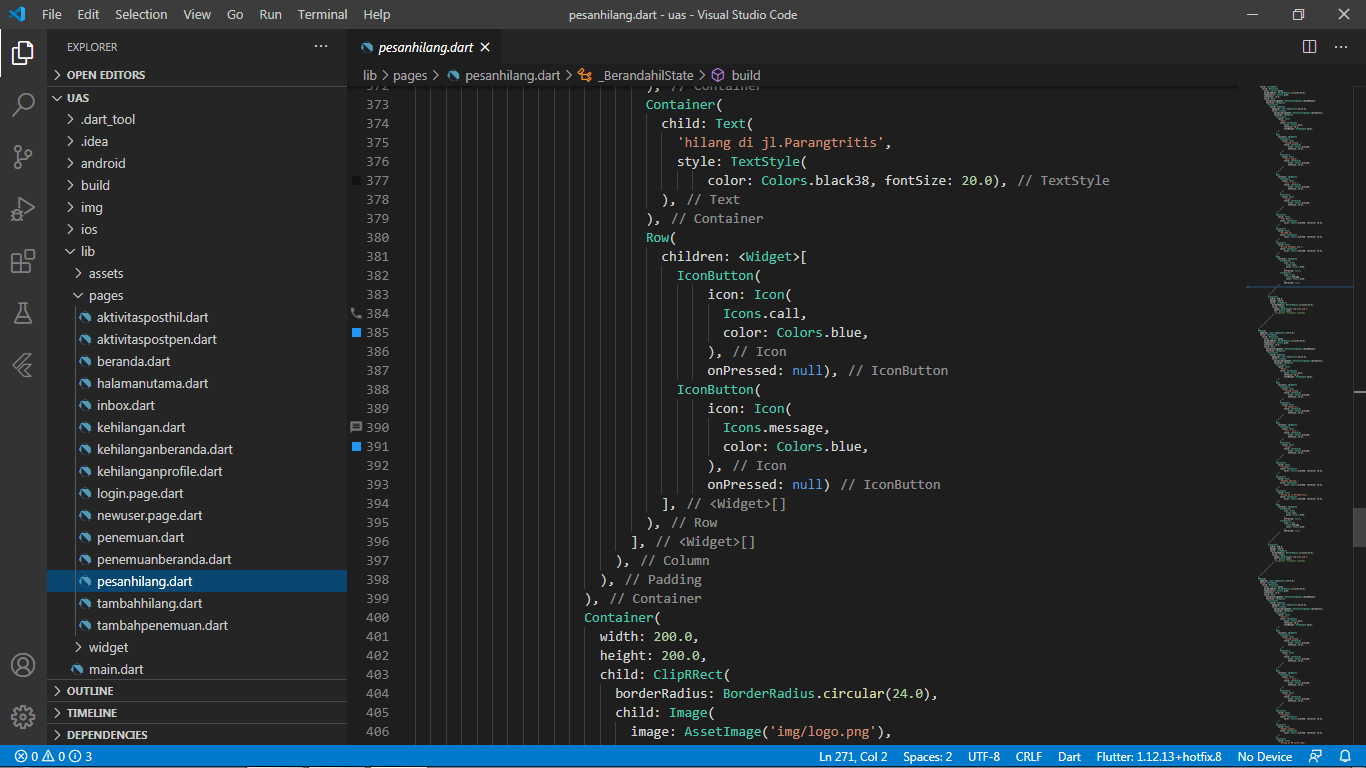 File Edit Selection View Go Run Terminal Help
pesanhilang.dart - uas - Visual Studio Code
EXPLORER
OPEN EDITORS
UAS
.dart_tool
.idea
android
build
img
ios
lib
assets
pages
aktivitasposthil.dart
aktivitaspostpen.dart
beranda.dart
halamanutama.dart
inbox.dart
kehilangan.dart
kehilanganberanda.dart
kehilanganprofile.dart
login.page.dart
newuser.page.dart
penemuan.dart
penemuanberanda.dart
pesanhilang.dart
tambahhilang.dart
tambahpenemuan.dart
widget
main.dart
OUTLINE
TIMELINE
DEPENDENCIES
pesanhilang.dart
lib > pages > pesanhilang.dart > _BerandahilState > build
372 ), // Container
373 Container(
374 child: Text(
375 'hilang di jl.Parangtritis',
376 style: TextStyle(
377 color: Colors.black38, fontSize: 20.0), // TextStyle
378 ), // Text
379 ), // Container
380 Row(
381 children: <Widget>[
382 IconButton(
383 icon: Icon(
384 Icons.call,
385 color: Colors.blue,
386 ), // Icon
387 onPressed: null), // IconButton
388 IconButton(
389 icon: Icon(
390 Icons.message,
391 color: Colors.blue,
392 ), // Icon
393 onPressed: null) // IconButton
394 ], // <Widget>[]
395 ), // Row
396 ], // <Widget>[]
397 ), // Column
398 ), // Padding
399 ), // Container
400 Container(
401 width: 200.0,
402 height: 200.0,
403 child: ClipRRect(
404 borderRadius: BorderRadius.circular(24.0),
405 child: Image(
406 image: AssetImage('img/logo.png'),
0 0 3
Ln 271, Col 2 Spaces: 2 UTF-8 CRLF Dart Flutter: 1.12.13+hotfix.8 No Device